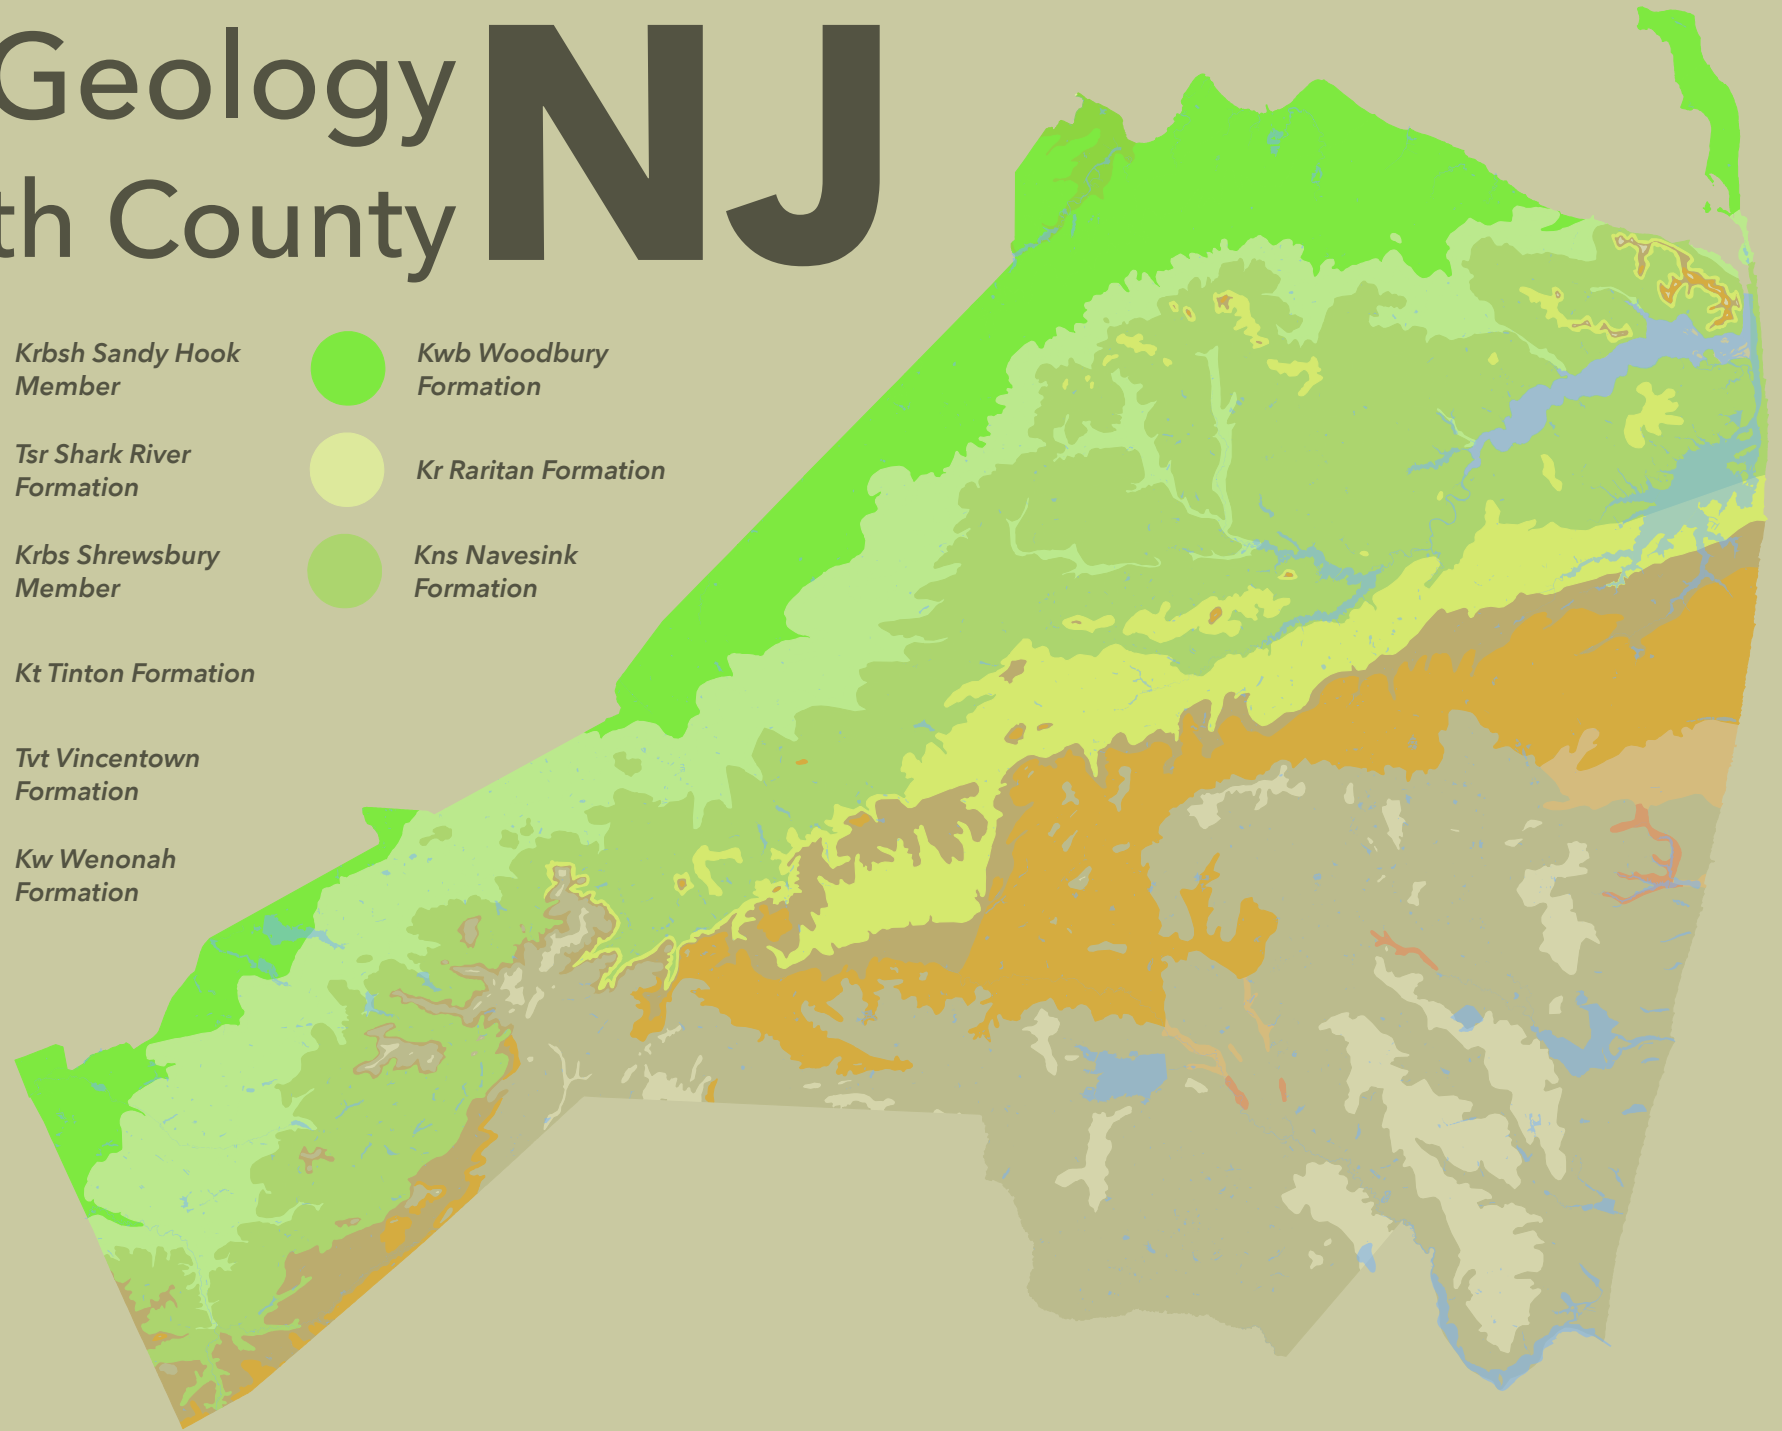 Geology NJ
th County
Krbsh Sandy Hook
Member
Kwb Woodbury
Formation
Tsr Shark River
Formation
Kr Raritan Formation
Krbs Shrewsbury
Member
Kns Navesink
Formation
Kt Tinton Formation
Tvt Vincentown
Formation
Kw Wenonah
Formation